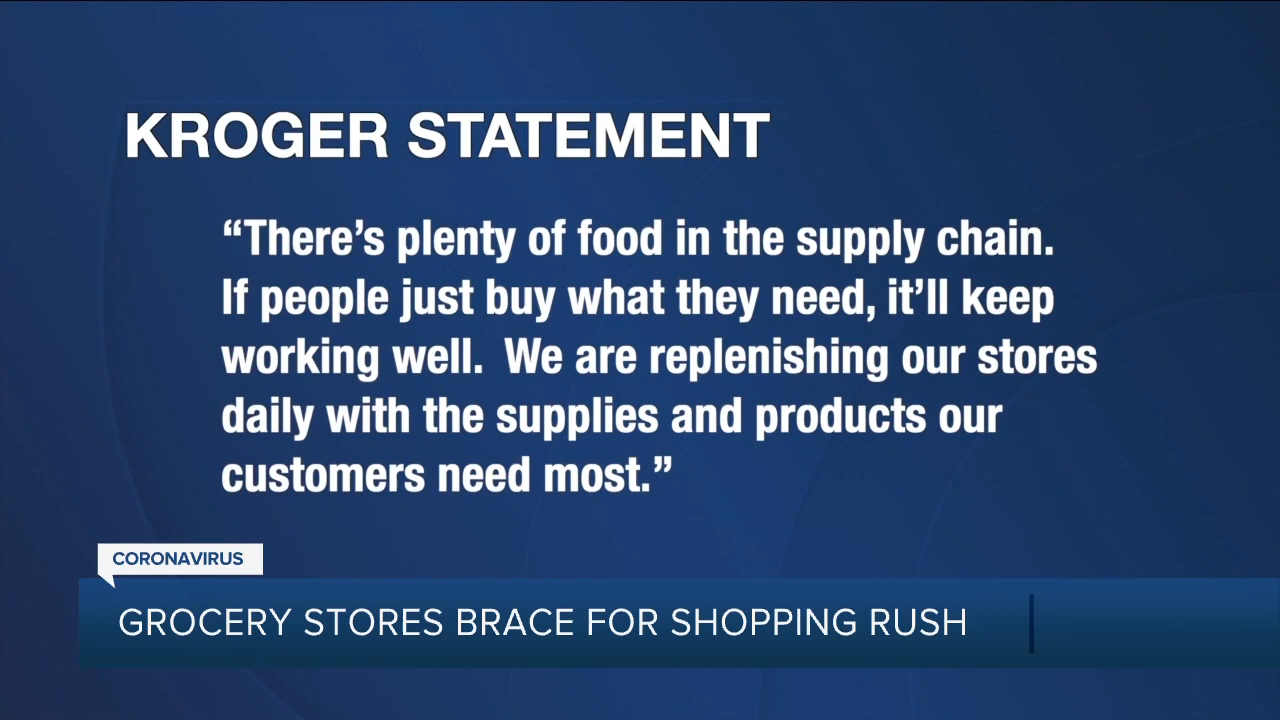 KROGER STATEMENT
“There’s plenty of food in the supply chain.
If people just buy what they need, it’ll keep
working well.  We are replenishing our stores
daily with the supplies and products our
customers need most.”
CORONAVIRUS
GROCERY STORES BRACE FOR SHOPPING RUSH